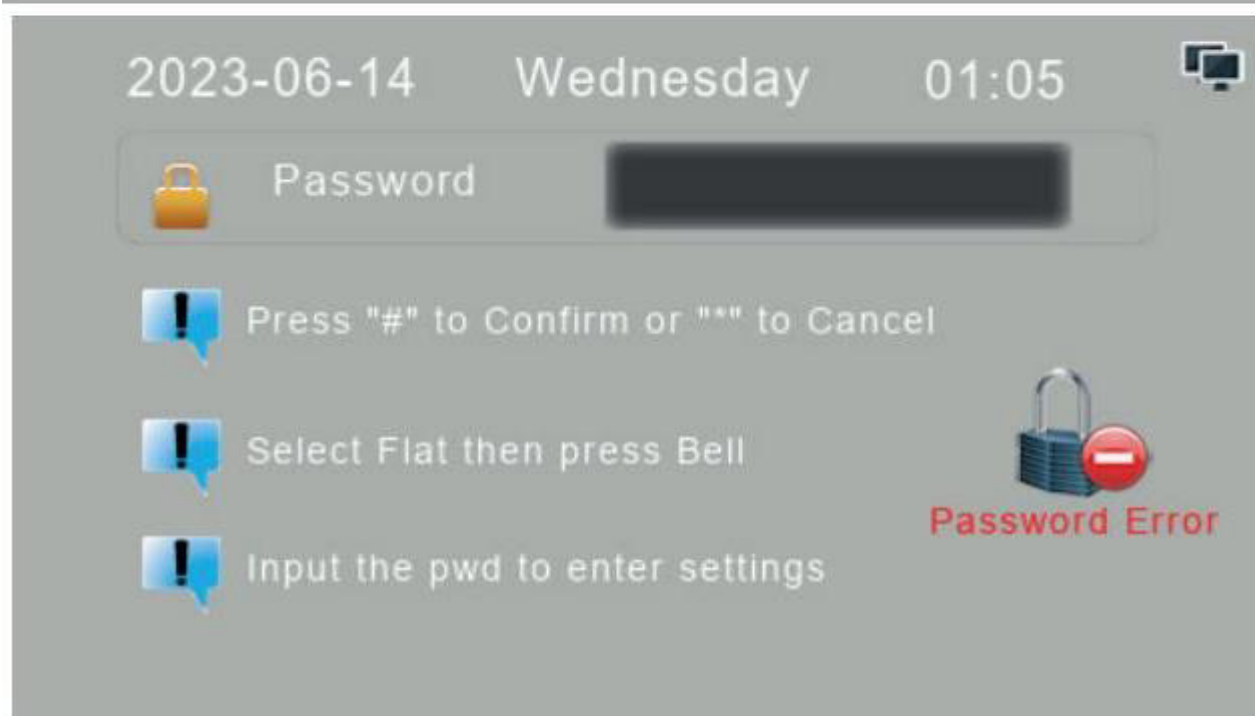 2023-06-14 Wednesday 01:05
Password
Press "#" to Confirm or "*" to Cancel
Select Flat then press Bell
Password Error
Input the pwd to enter settings